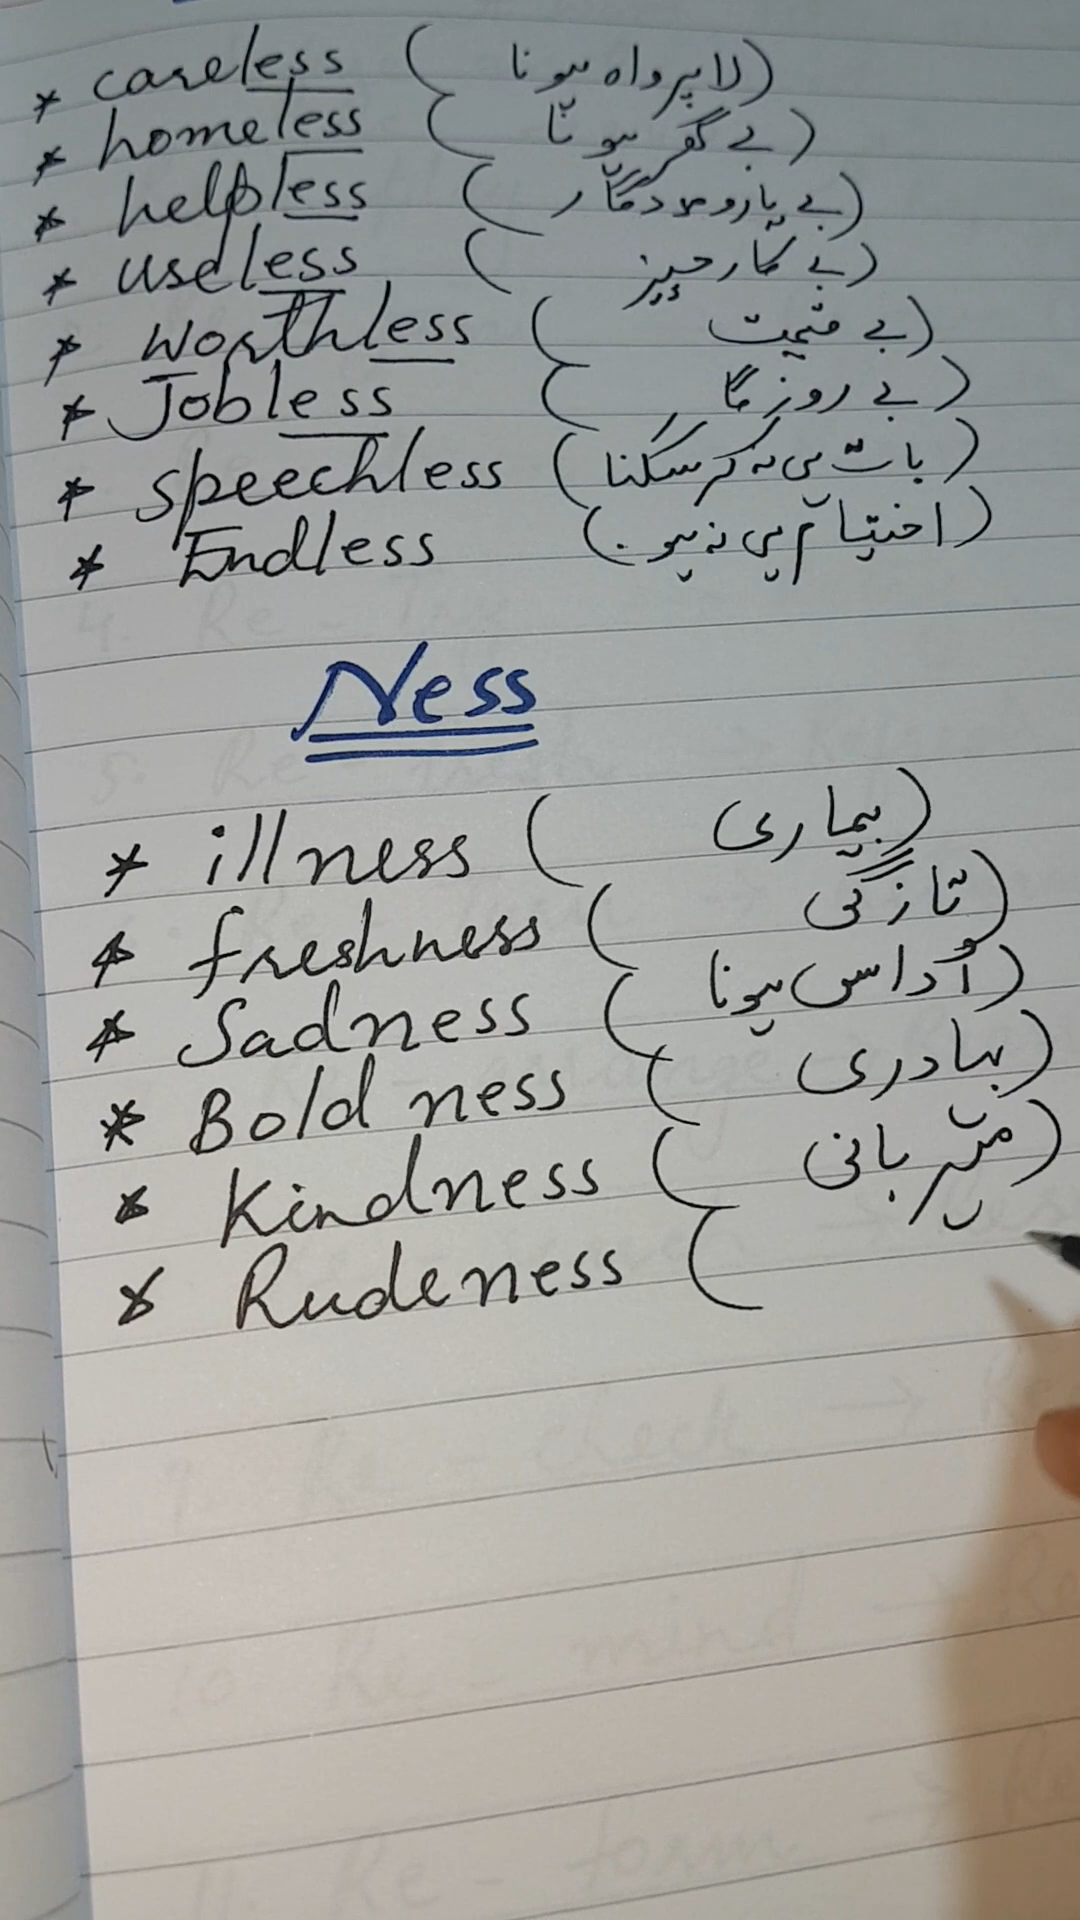 * careless (لاپرواہ ہونا)
* homeless (بے گھر ہونا)
* helpless (بے یارومددگار)
* useless (بے کار چیز)
* worthless (بے قیمت)
* Jobless (بے روزگار)
* speechless (بات ہی نہ کر سکنا)
* Endless (اختتام ہی نہ ہو.)
Ness
* illness (بیماری)
* freshness (تازگی)
* Sadness (اُداس ہونا)
* Boldness (بہادری)
* Kindness (مہربانی)
* Rudeness (